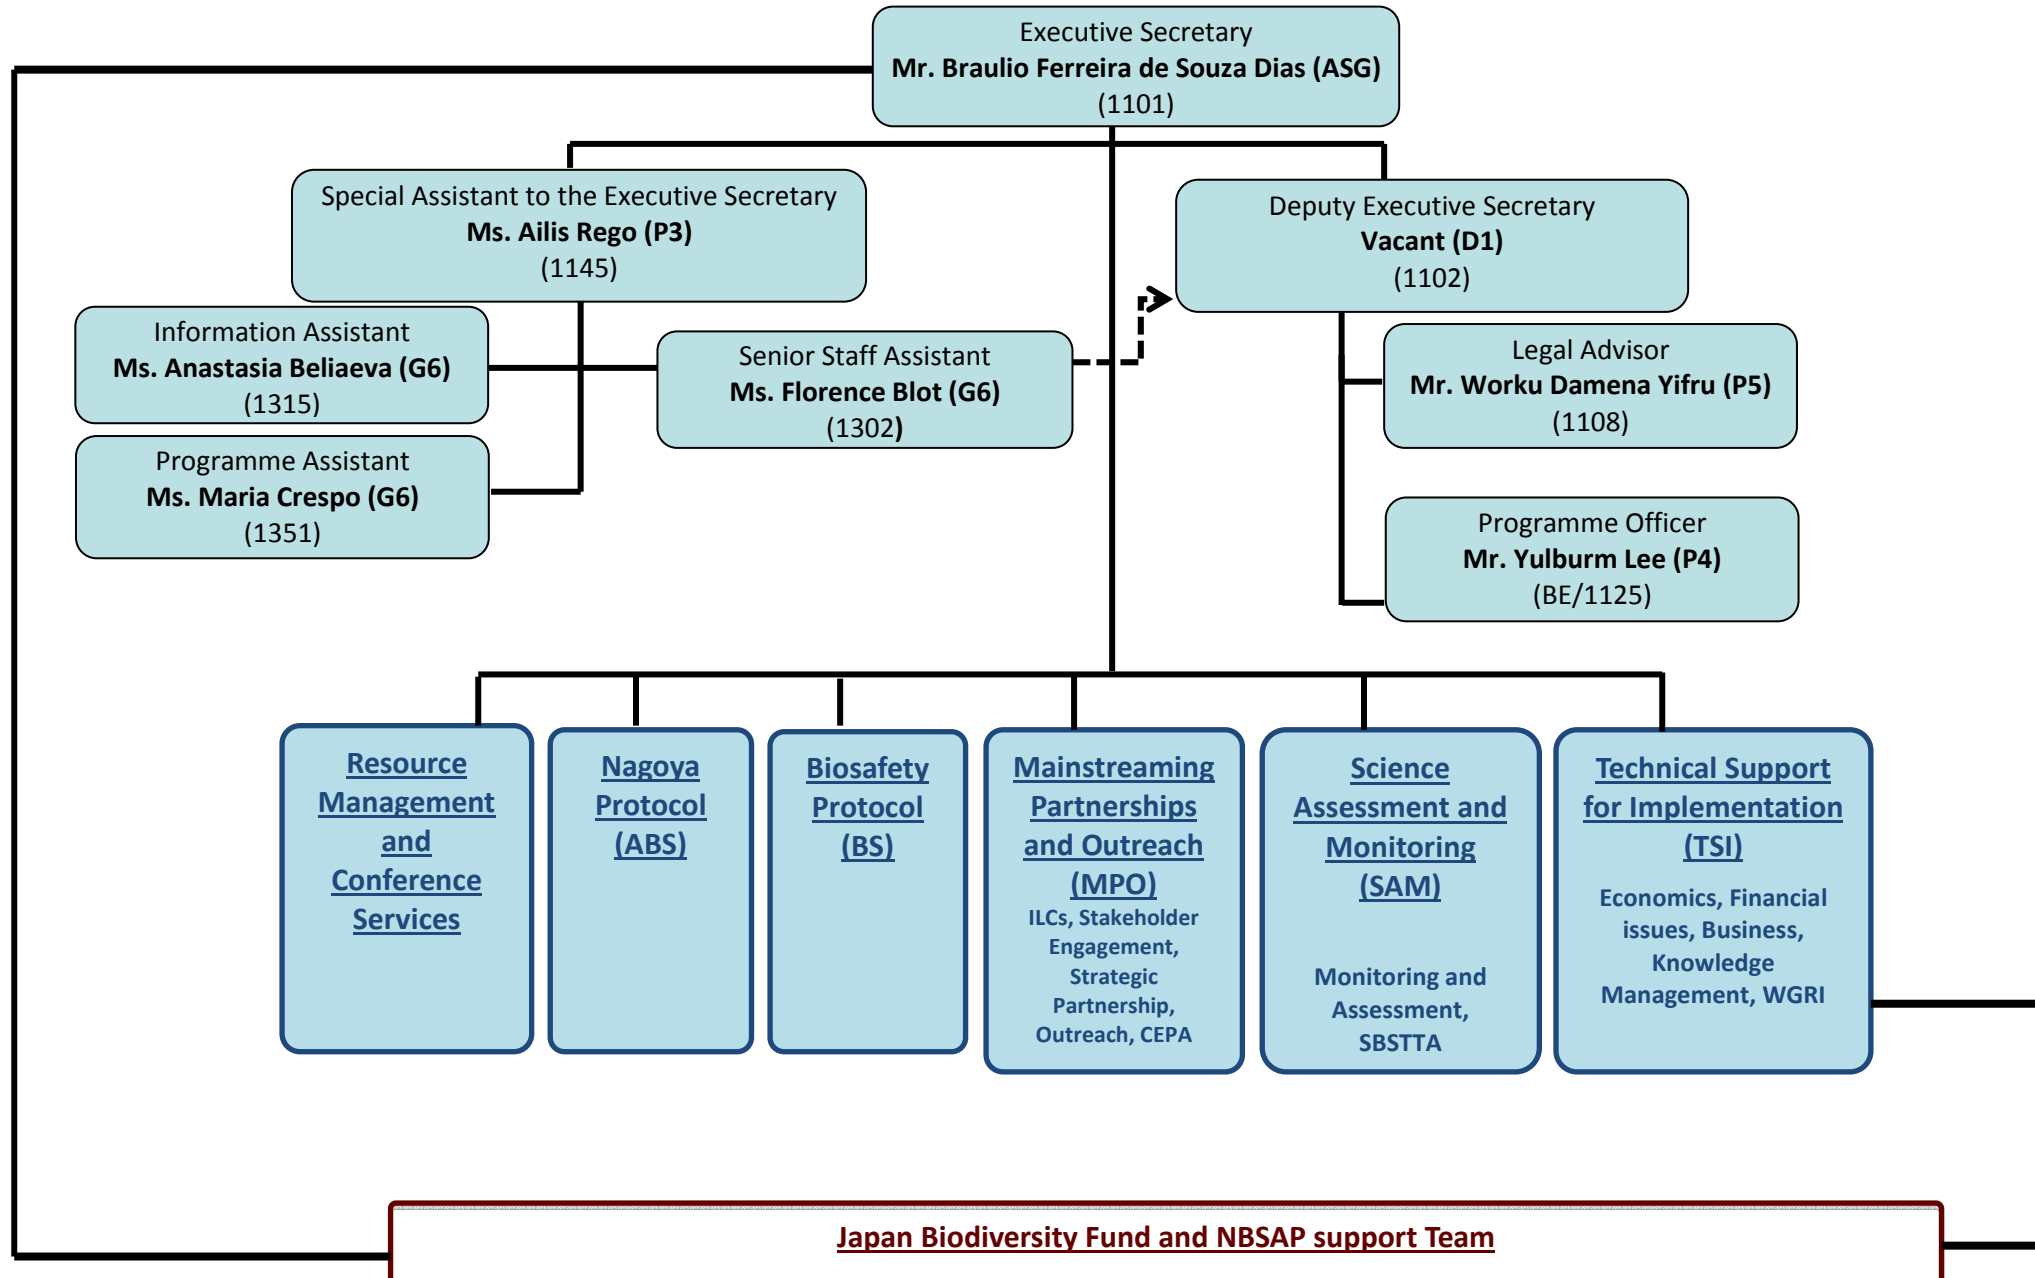 Executive Secretary
Mr. Braulio Ferreira de Souza Dias (ASG)
(1101)
Special Assistant to the Executive Secretary
Ms. Ailis Rego (P3)
(1145)
Deputy Executive Secretary
Vacant (D1)
(1102)
Information Assistant
Ms. Anastasia Beliaeva (G6)
(1315)
Senior Staff Assistant
Ms. Florence Blot (G6)
(1302)
Legal Advisor
Mr. Worku Damena Yifru (P5)
(1108)
Programme Assistant
Ms. Maria Crespo (G6)
(1351)
Programme Officer
Mr. Yulburm Lee (P4)
(BE/1125)
Resource
Management
and
Conference
Services
Nagoya
Protocol
(ABS)
Biosafety
Protocol
(BS)
Mainstreaming
Partnerships
and Outreach
(MPO)
ILCs, Stakeholder
Engagement,
Strategic
Partnership,
Outreach, CEPA
Science
Assessment and
Monitoring
(SAM)
Monitoring and
Assessment,
SBSTTA
Technical Support
for Implementation
(TSI)
Economics, Financial
issues, Business,
Knowledge
Management, WGRI
Japan Biodiversity Fund and NBSAP support Team